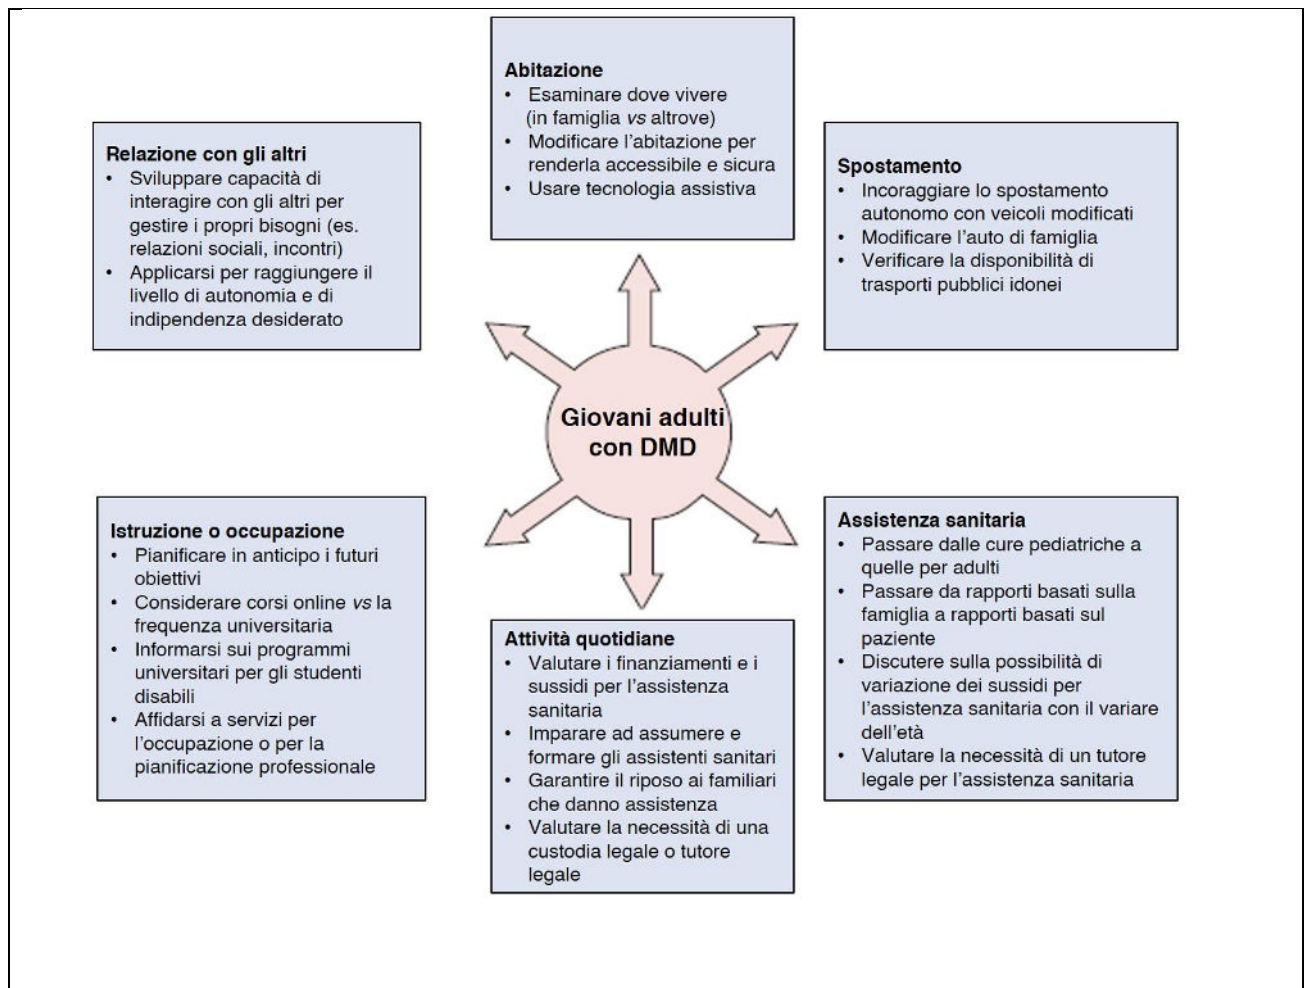 Abitazione
• Esaminare dove vivere
(in famiglia vs altrove)
• Modificare l'abitazione per
renderla accessibile e sicura
• Usare tecnologia assistiva
Relazione con gli altri
• Sviluppare capacità di
interagire con gli altri per
gestire i propri bisogni (es.
relazioni sociali, incontri)
• Applicarsi per raggiungere il
livello di autonomia e di
indipendenza desiderato
Spostamento
• Incoraggiare lo spostamento
autonomo con veicoli modificati
• Modificare l'auto di famiglia
• Verificare la disponibilità di
trasporti pubblici idonei
Giovani adulti
con DMD
Istruzione o occupazione
• Pianificare in anticipo i futuri
obiettivi
• Considerare corsi online vs la
frequenza universitaria
• Informarsi sui programmi
universitari per gli studenti
disabili
• Affidarsi a servizi per
l'occupazione o per la
pianificazione professionale
Attività quotidiane
• Valutare i finanziamenti e i
sussidi per l'assistenza
sanitaria
• Imparare ad assumere e
formare gli assistenti sanitari
• Garantire il riposo ai familiari
che danno assistenza
• Valutare la necessità di una
custodia legale o tutore
legale
Assistenza sanitaria
• Passare dalle cure pediatriche a
quelle per adulti
• Passare da rapporti basati sulla
famiglia a rapporti basati sul
paziente
• Discutere sulla possibilità di
variazione dei sussidi per
l'assistenza sanitaria con il variare
dell'età
• Valutare la necessità di un tutore
legale per l'assistenza sanitaria